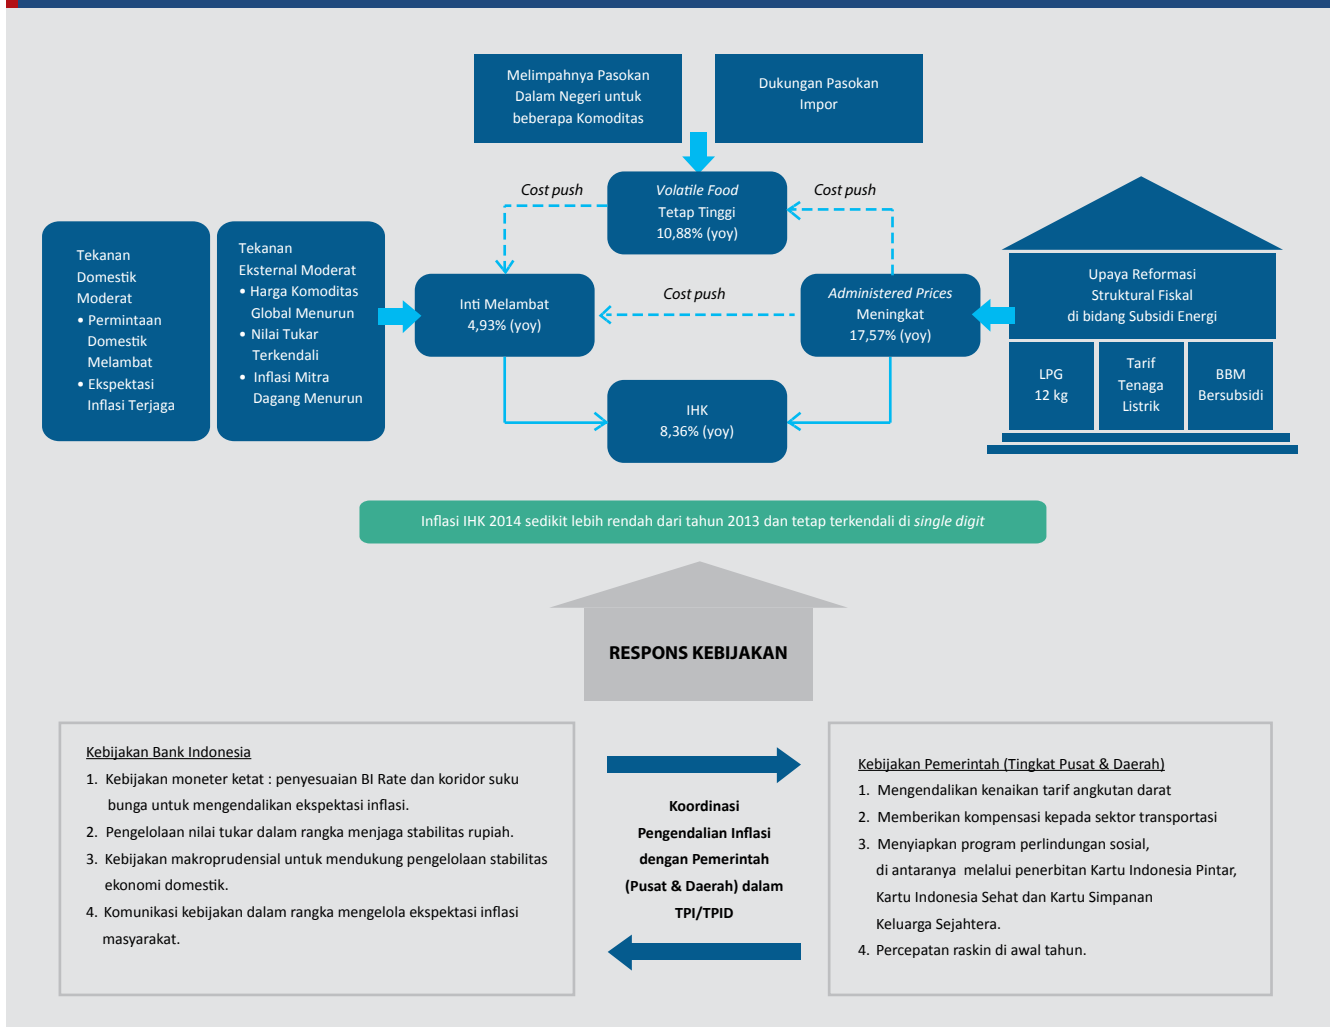 Melimpahnya Pasokan
Dalam Negeri untuk
beberapa Komoditas
Dukungan Pasokan
Impor
Cost push
Volatile Food
Tetap Tinggi
10,88% (yoy)
Cost push
Tekanan
Domestik
Moderat
• Permintaan
Domestik
Melambat
• Ekspektasi
Inflasi Terjaga
Tekanan
Eksternal Moderat
• Harga Komoditas
Global Menurun
• Nilai Tukar
Terkendali
• Inflasi Mitra
Dagang Menurun
Inti Melambat
4,93% (yoy)
Cost push
Administered Prices
Meningkat
17,57% (yoy)
Upaya Reformasi
Struktural Fiskal
di bidang Subsidi Energi
LPG
12 kg
Tarif
Tenaga
Listrik
BBM
Bersubsidi
IHK
8,36% (yoy)
Inflasi IHK 2014 sedikit lebih rendah dari tahun 2013 dan tetap terkendali di single digit
RESPONS KEBIJAKAN
Kebijakan Bank Indonesia
1. Kebijakan moneter ketat : penyesuaian BI Rate dan koridor suku
bunga untuk mengendalikan ekspektasi inflasi.
2. Pengelolaan nilai tukar dalam rangka menjaga stabilitas rupiah.
3. Kebijakan makroprudensial untuk mendukung pengelolaan stabilitas
ekonomi domestik.
4. Komunikasi kebijakan dalam rangka mengelola ekspektasi inflasi
masyarakat.
Koordinasi
Pengendalian Inflasi
dengan Pemerintah
(Pusat & Daerah) dalam
TPI/TPID
Kebijakan Pemerintah (Tingkat Pusat & Daerah)
1. Mengendalikan kenaikan tarif angkutan darat
2. Memberikan kompensasi kepada sektor transportasi
3. Menyiapkan program perlindungan sosial,
di antaranya melalui penerbitan Kartu Indonesia Pintar,
Kartu Indonesia Sehat dan Kartu Simpanan
Keluarga Sejahtera.
4. Percepatan raskin di awal tahun.